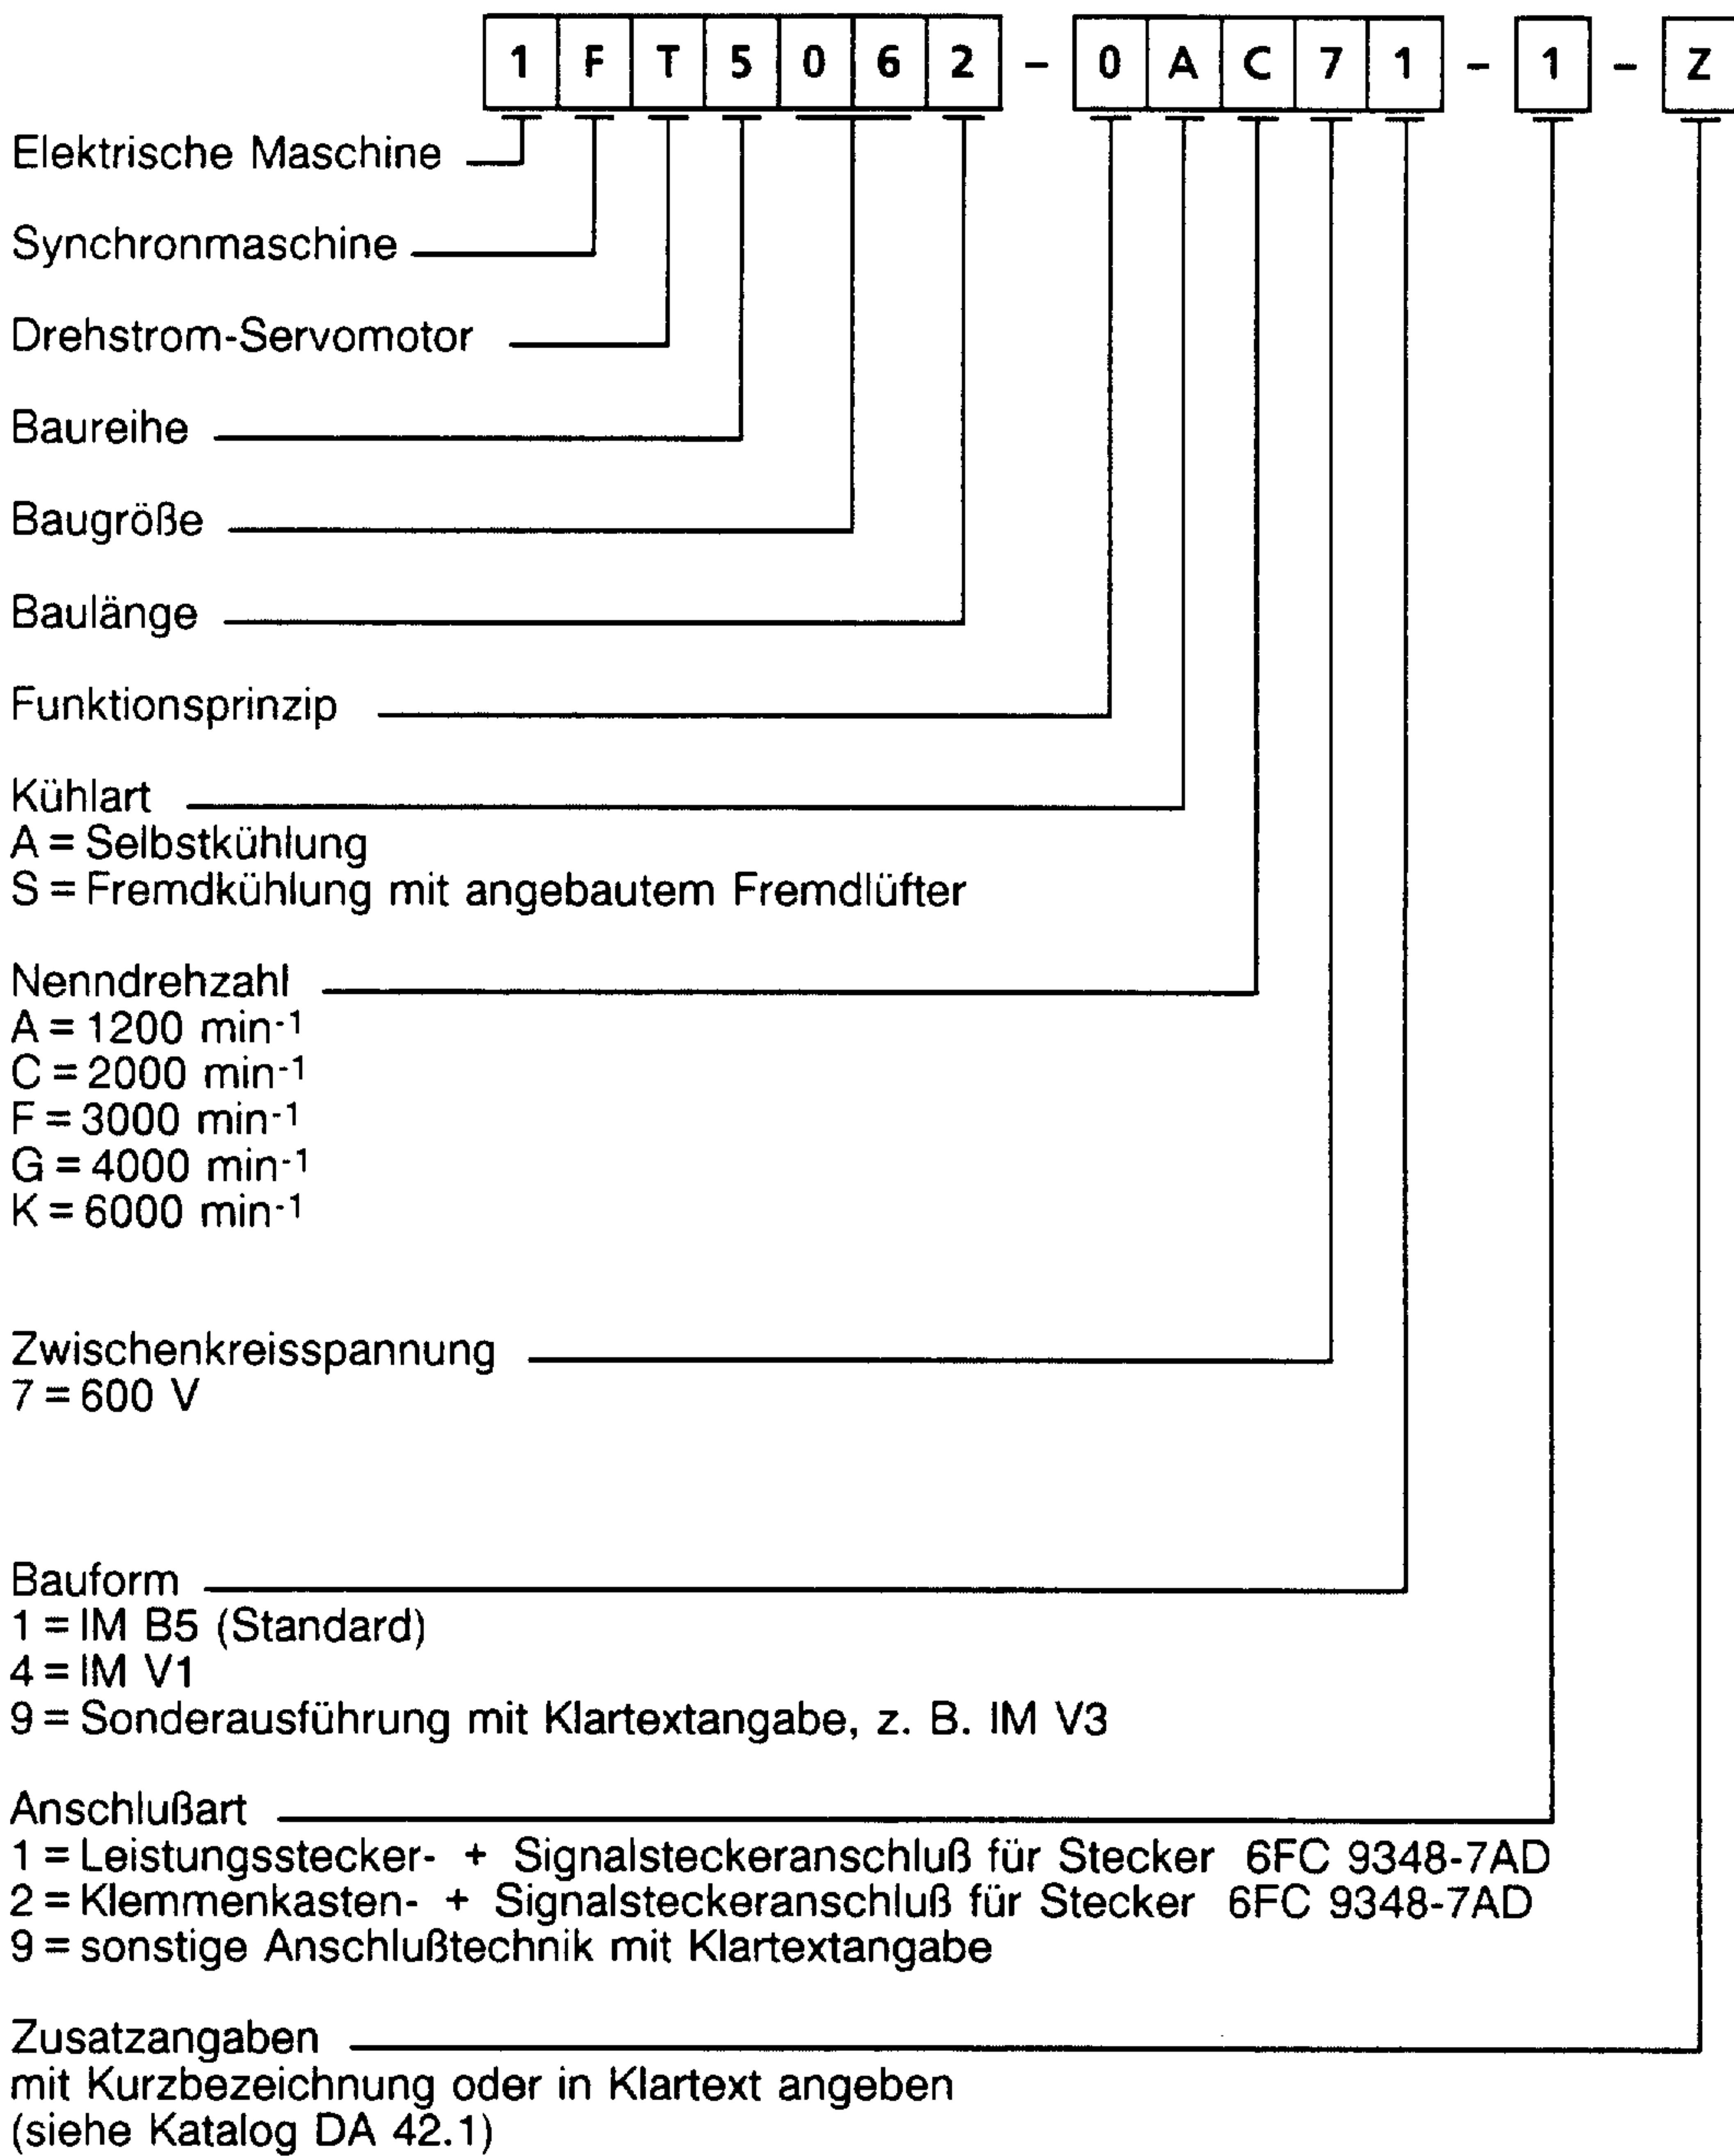 1 F T 5 0 6 2 - 0 A C 7 1 - 1 - Z
Elektrische Maschine
Synchronmaschine
Drehstrom-Servomotor
Baureihe
Baugröße
Baulänge
Funktionsprinzip
Kühlart
A = Selbstkühlung
S = Fremdkühlung mit angebautem Fremdlüfter
Nenndrehzahl
A = 1200 min-1
C = 2000 min-1
F = 3000 min-1
G = 4000 min-1
K = 6000 min-1
Zwischenkreisspannung
7 = 600 V
Bauform
1 = IM B5 (Standard)
4 = IM V1
9 = Sonderausführung mit Klartextangabe, z. B. IM V3
Anschlußart
1 = Leistungsstecker- + Signalsteckeranschluß für Stecker 6FC 9348-7AD
2 = Klemmenkasten- + Signalsteckeranschluß für Stecker 6FC 9348-7AD
9 = sonstige Anschlußtechnik mit Klartextangabe
Zusatzangaben
mit Kurzbezeichnung oder in Klartext angeben
(siehe Katalog DA 42.1)